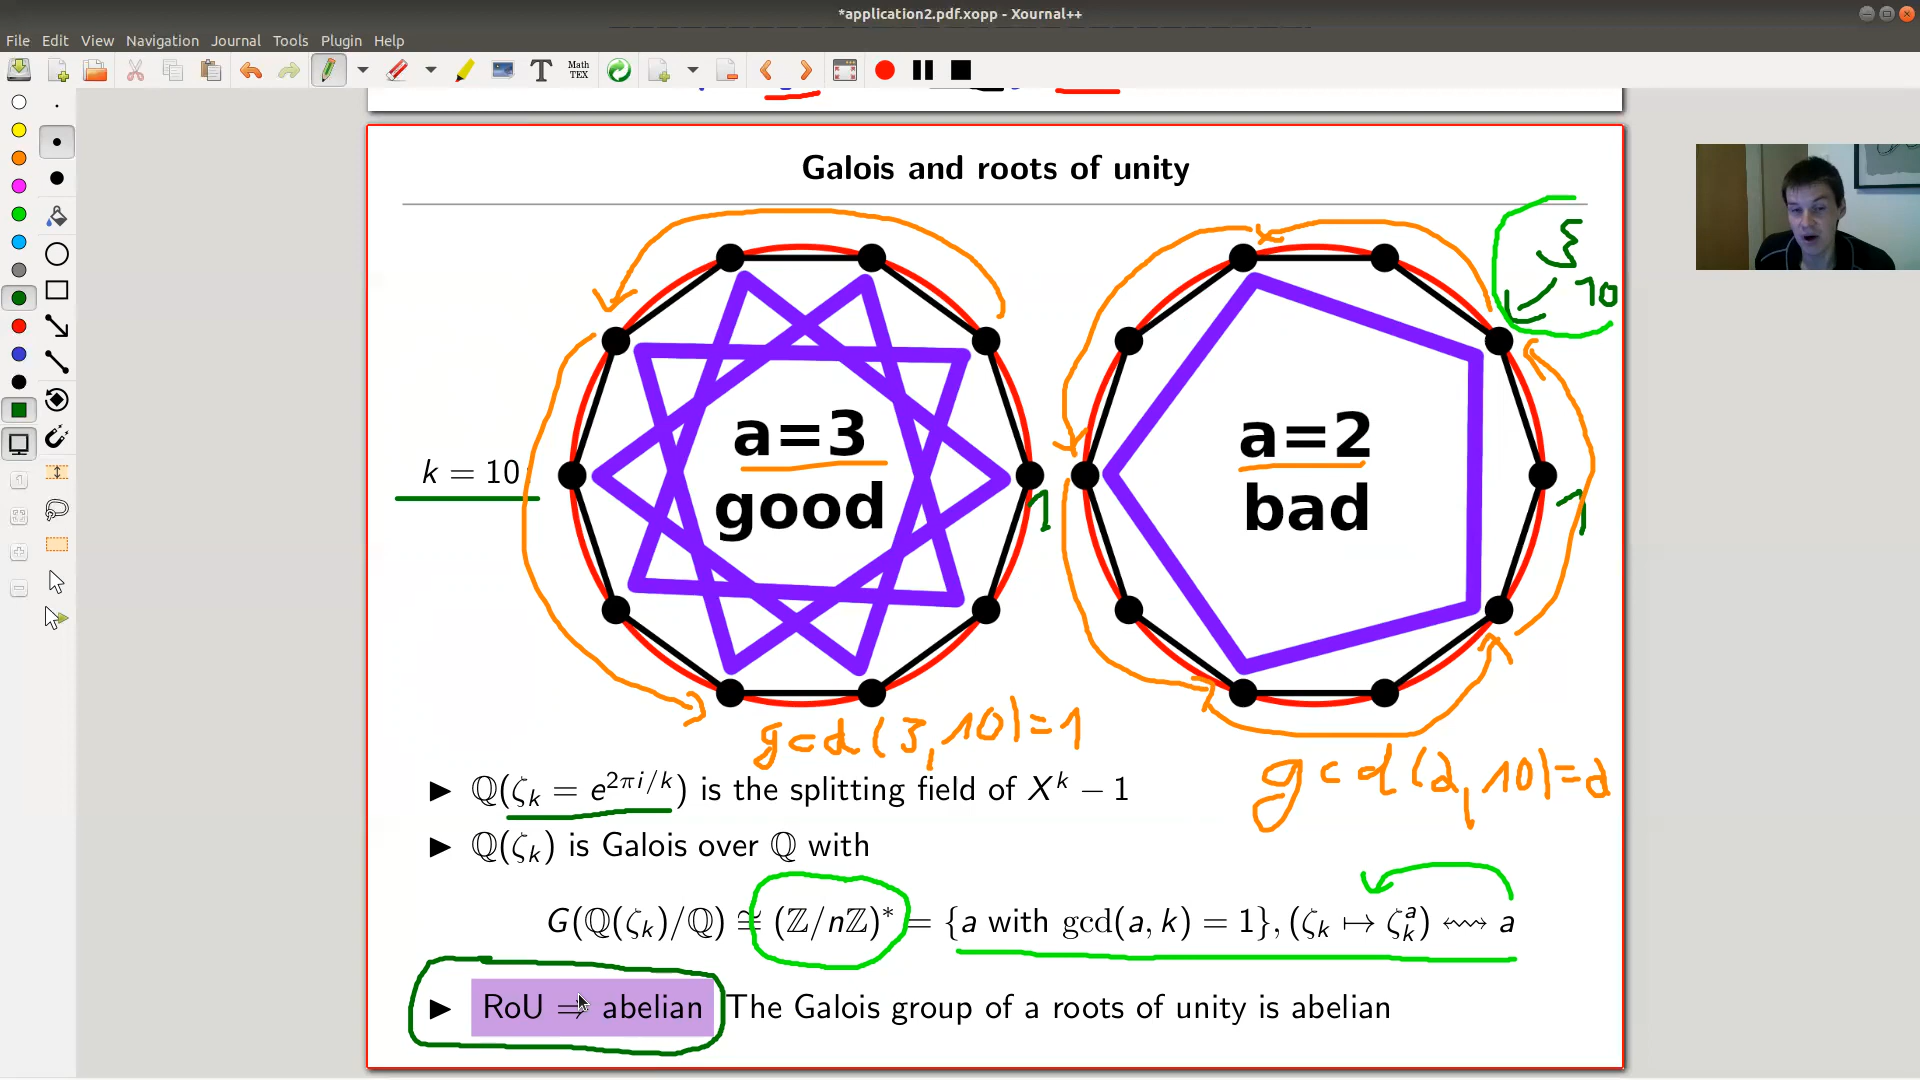 *application2.pdf.xopp - Xournal++
File Edit View Navigation Journal Tools Plugin Help
Math TEX
Galois and roots of unity
ξ 10
a=3
good
a=2
bad
k = 10
1
1
gcd(3,10)=1
gcd(2,10)=2
▶ ℚ(ζ_k = e^{2πi/k}) is the splitting field of X^k − 1
▶ ℚ(ζ_k) is Galois over ℚ with
G(ℚ(ζ_k)/ℚ) ≅ (ℤ/nℤ)* = {a with gcd(a, k) = 1}, (ζ_k ↦ ζ_k^a) ↭ a
▶ RoU ⇒ abelian The Galois group of a roots of unity is abelian